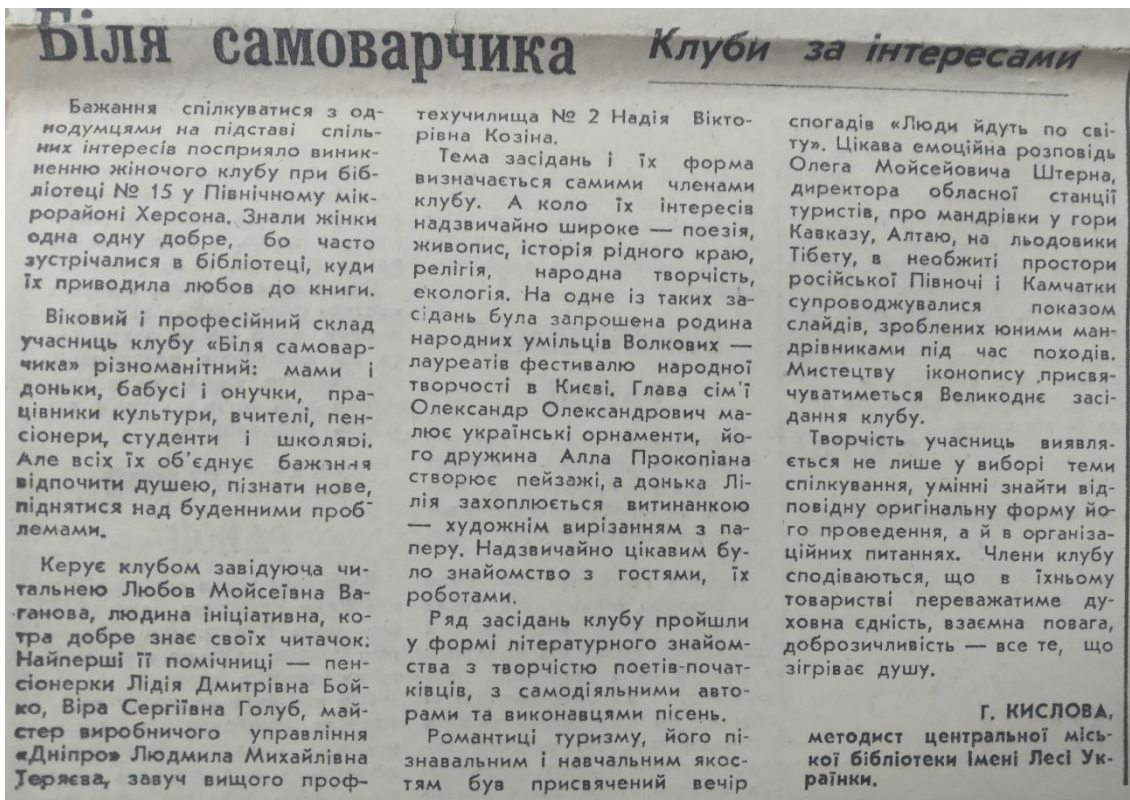 Біля самоварчика
Клуби за інтересами
Бажання спілкуватися з од-
нодумцями на підставі спіль-
них інтересів посприяло виник-
ненню жіночого клубу при біб-
ліотеці № 15 у Північному мік-
рорайоні Херсона. Знали жінки
одна одну добре, бо часто
зустрічалися в бібліотеці, куди
їх приводила любов до книги.
Віковий і професійний склад
учасниць клубу «Біля самовар-
чика» різноманітний: мами і
доньки, бабусі і онучки, пра-
цівники культури, вчителі, пен-
сіонери, студенти і школярі.
Але всіх їх об'єднує бажання
відпочити душею, пізнати нове,
піднятися над буденними проб-
лемами.
Керує клубом завідуюча чи-
тальнею Любов Мойсеївна Ва-
ганова, людина ініціативна, ко-
тра добре знає своїх читачок.
Найперші її помічниці — пен-
сіонерки Лідія Дмитрівна Бой-
ко, Віра Сергіївна Голуб, май-
стер виробничого управління
«Дніпро» Людмила Михайлівна
Теряєва, завуч вищого проф-
техучилища № 2 Надія Вікто-
рівна Козіна.
Тема засідань і їх форма
визначається самими членами
клубу. А коло їх інтересів
надзвичайно широке — поезія,
живопис, історія рідного краю,
релігія, народна творчість,
екологія. На одне із таких за-
сідань була запрошена родина
народних умільців Волкових —
лауреатів фестивалю народної
творчості в Києві. Глава сім'ї
Олександр Олександрович ма-
лює українські орнаменти, йо-
го дружина Алла Прокопівна
створює пейзажі, а донька Лі-
лія захоплюється витинанкою
— художнім вирізанням з па-
перу. Надзвичайно цікавим бу-
ло знайомство з гостями, їх
роботами.
Ряд засідань клубу пройшли
у формі літературного знайом-
ства з творчістю поетів-почат-
ківців, з самодіяльними авто-
рами та виконавцями пісень.
Романтиці туризму, його пі-
знавальним і навчальним якос-
тям був присвячений вечір
спогадів «Люди йдуть по сві-
ту». Цікава емоційна розповідь
Олега Мойсейовича Штерна,
директора обласної станції
туристів, про мандрівки у гори
Кавказу, Алтаю, на льодовики
Тібету, в необжиті простори
російської Півночі і Камчатки
супроводжувалися показом
слайдів, зроблених юними ман-
дрівниками під час походів.
Мистецтву іконопису присвя-
чуватиметься Великоднє засі-
дання клубу.
Творчість учасниць виявля-
ється не лише у виборі теми
спілкування, умінні знайти від-
повідну оригінальну форму йо-
го проведення, а й в організа-
ційних питаннях. Члени клубу
сподіваються, що в їхньому
товаристві переважатиме ду-
ховна єдність, взаємна повага,
доброзичливість — все те, що
зігріває душу.
Г. КИСЛОВА,
методист центральної місь-
кої бібліотеки імені Лесі Ук-
раїнки.